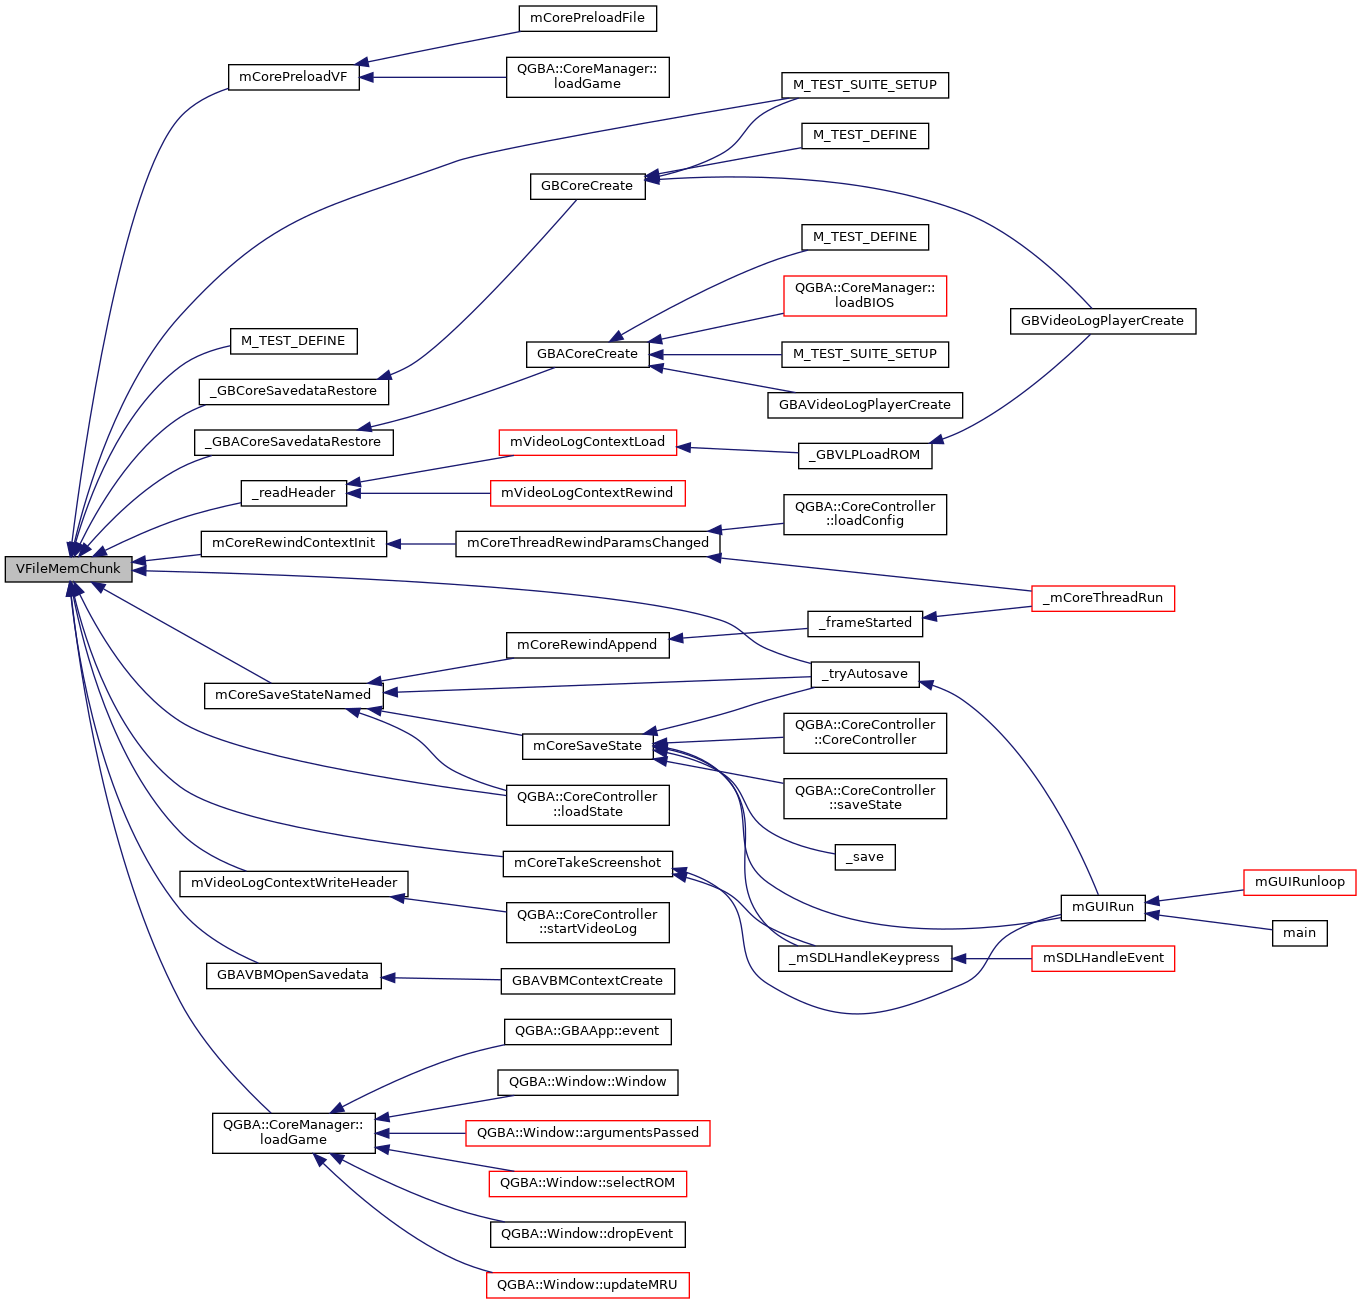 mCorePreloadFile
mCorePreloadVF
QGBA::CoreManager::
loadGame
M_TEST_SUITE_SETUP
M_TEST_DEFINE
GBCoreCreate
M_TEST_DEFINE
QGBA::CoreManager::
loadBIOS
GBVideoLogPlayerCreate
M_TEST_DEFINE
GBACoreCreate
M_TEST_SUITE_SETUP
_GBCoreSavedataRestore
GBAVideoLogPlayerCreate
_GBACoreSavedataRestore
mVideoLogContextLoad
_GBVLPLoadROM
_readHeader
mVideoLogContextRewind
QGBA::CoreController
::loadConfig
mCoreRewindContextInit
mCoreThreadRewindParamsChanged
VFileMemChunk
_mCoreThreadRun
_frameStarted
mCoreRewindAppend
_tryAutosave
mCoreSaveStateNamed
QGBA::CoreController
::CoreController
mCoreSaveState
QGBA::CoreController
::saveState
QGBA::CoreController
::loadState
_save
mCoreTakeScreenshot
mVideoLogContextWriteHeader
mGUIRunloop
mGUIRun
QGBA::CoreController
::startVideoLog
main
_mSDLHandleKeypress
mSDLHandleEvent
GBAVBMOpenSavedata
GBAVBMContextCreate
QGBA::GBAApp::event
QGBA::Window::Window
QGBA::CoreManager::
loadGame
QGBA::Window::argumentsPassed
QGBA::Window::selectROM
QGBA::Window::dropEvent
QGBA::Window::updateMRU